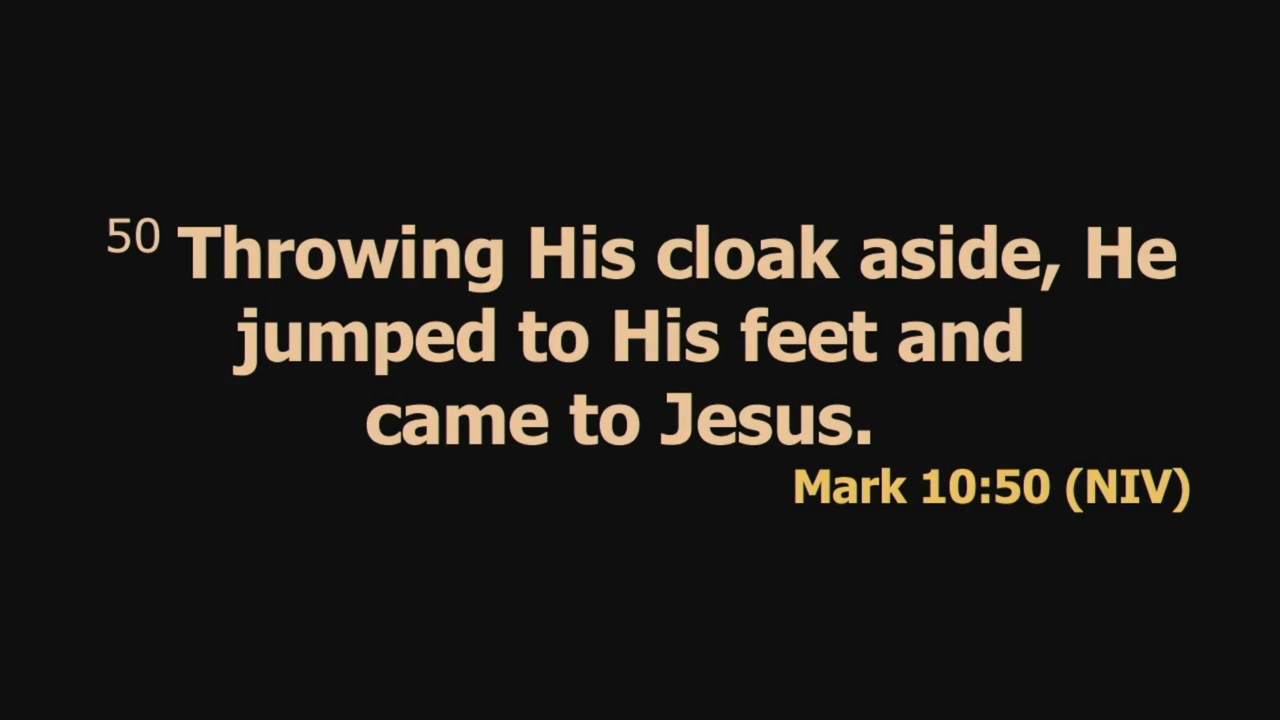 50 Throwing His cloak aside, He
jumped to His feet and
came to Jesus.
Mark 10:50 (NIV)